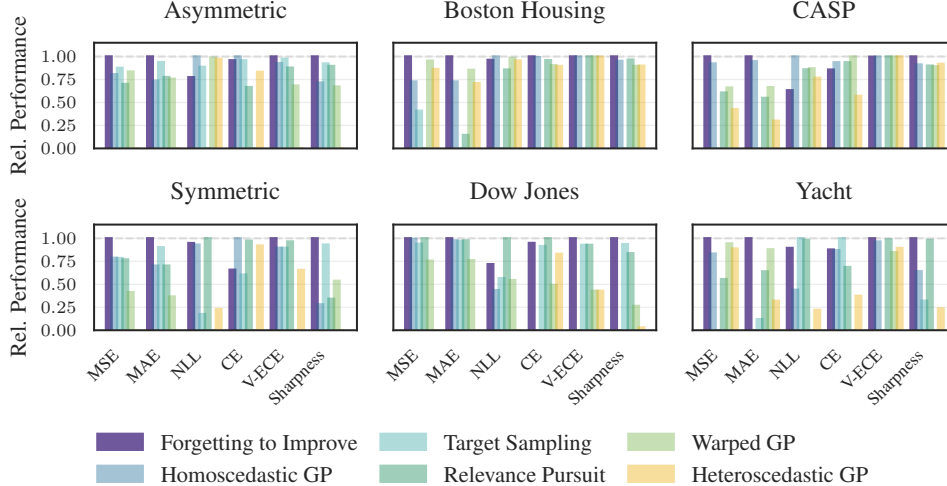 Asymmetric Boston Housing CASP
Rel. Performance
1.00
0.75
0.50
0.25
0.00
Symmetric Dow Jones Yacht
Rel. Performance
1.00
0.75
0.50
0.25
0.00
MSE MAE NLL CE V-ECE Sharpness
MSE MAE NLL CE V-ECE Sharpness
MSE MAE NLL CE V-ECE Sharpness
Forgetting to Improve Target Sampling Warped GP
Homoscedastic GP Relevance Pursuit Heteroscedastic GP